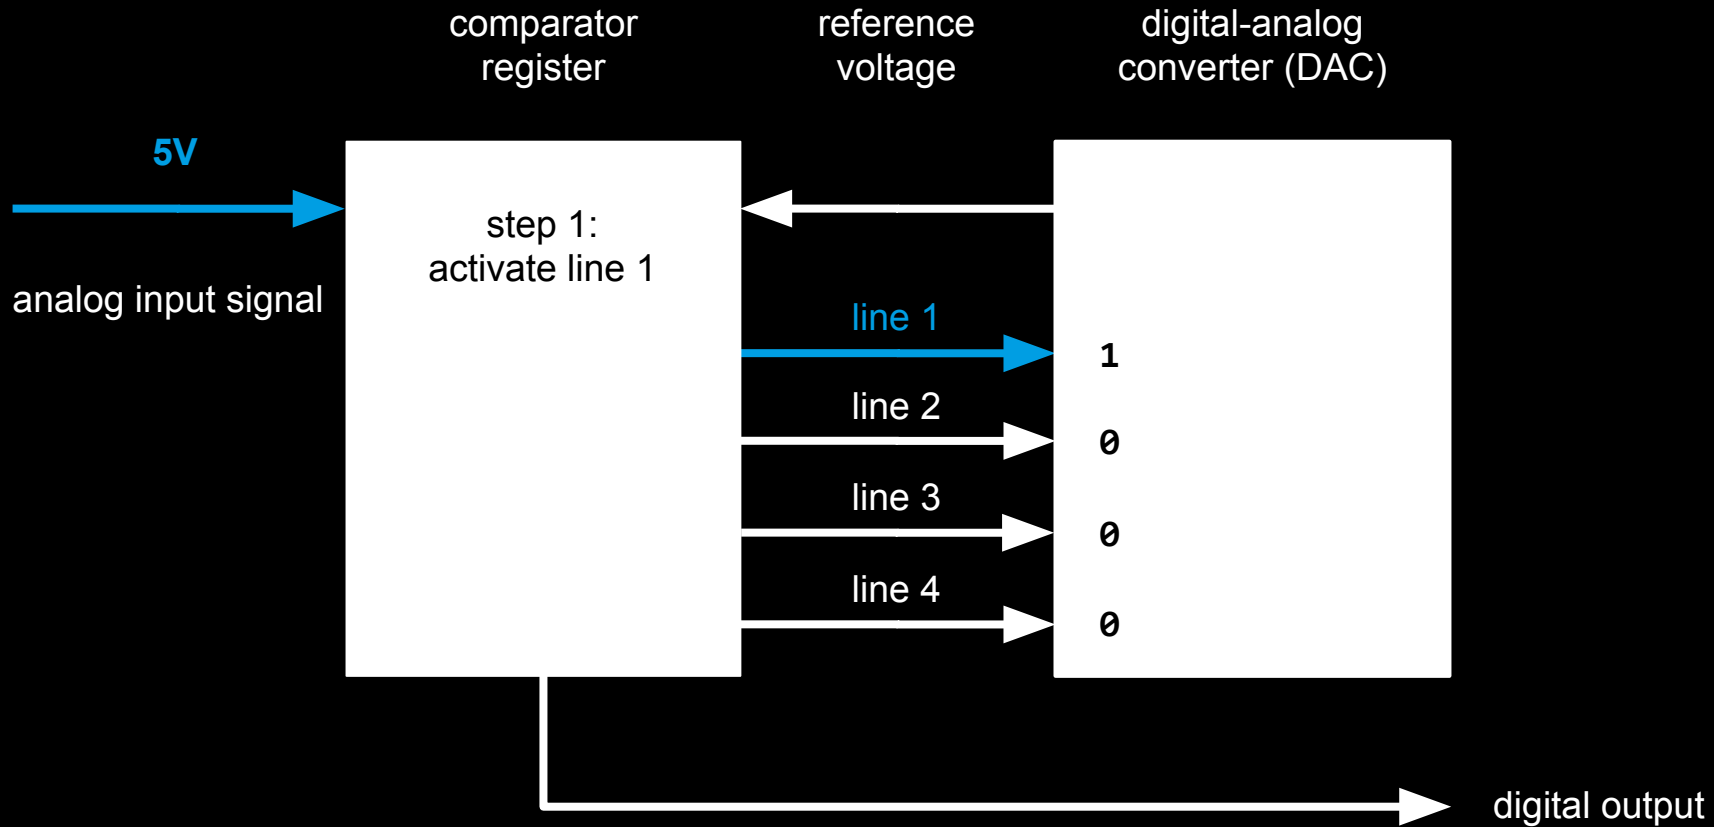 comparator
register
reference
voltage
digital-analog
converter (DAC)
5V
analog input signal
step 1:
activate line 1
line 1
line 2
line 3
line 4
1
0
0
0
digital output